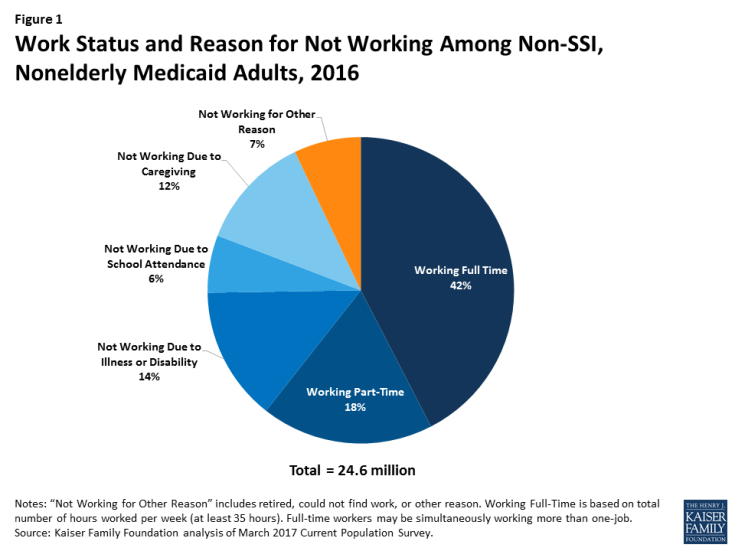 Figure 1
Work Status and Reason for Not Working Among Non-SSI,
Nonelderly Medicaid Adults, 2016
Not Working for Other
Reason
7%
Not Working Due to
Caregiving
12%
Not Working Due to
School Attendance
6%
Working Full Time
42%
Not Working Due to
Illness or Disability
14%
Working Part-Time
18%
Total = 24.6 million
Notes: “Not Working for Other Reason” includes retired, could not find work, or other reason. Working Full-Time is based on total
number of hours worked per week (at least 35 hours). Full-time workers may be simultaneously working more than one-job.
Source: Kaiser Family Foundation analysis of March 2017 Current Population Survey.
THE HENRY J.
KAISER
FAMILY
FOUNDATION